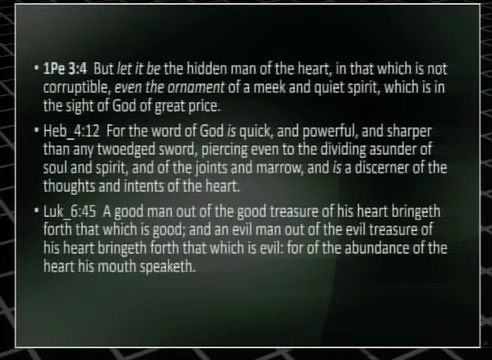 • 1Pe 3:4 But let it be the hidden man of the heart, in that which is not
corruptible, even the ornament of a meek and quiet spirit, which is in
the sight of God of great price.
• Heb_4:12 For the word of God is quick, and powerful, and sharper
than any twoedged sword, piercing even to the dividing asunder of
soul and spirit, and of the joints and marrow, and is a discerner of the
thoughts and intents of the heart.
• Luk_6:45 A good man out of the good treasure of his heart bringeth
forth that which is good; and an evil man out of the evil treasure of
his heart bringeth forth that which is evil: for of the abundance of the
heart his mouth speaketh.